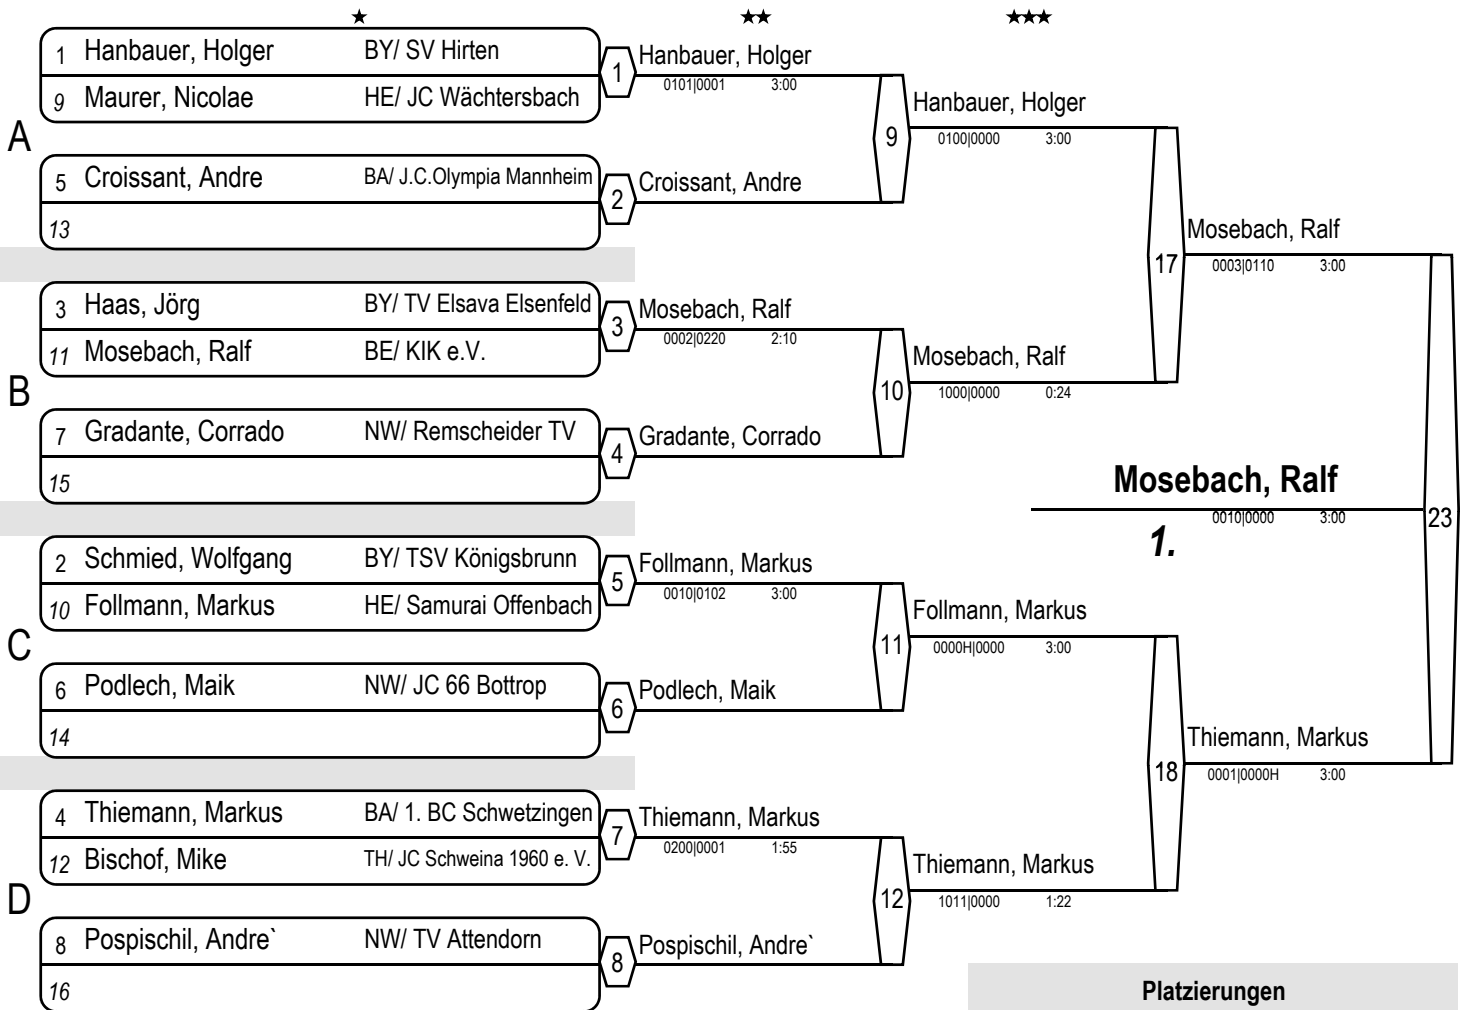 ★ ★★ ★★★
1 Hanbauer, Holger BY/ SV Hirten
9 Maurer, Nicolae HE/ JC Wächtersbach
A
5 Croissant, Andre BA/ J.C.Olympia Mannheim
13
3 Haas, Jörg BY/ TV Elsava Elsenfeld
11 Mosebach, Ralf BE/ KIK e.V.
B
7 Gradante, Corrado NW/ Remscheider TV
15
2 Schmied, Wolfgang BY/ TSV Königsbrunn
10 Follmann, Markus HE/ Samurai Offenbach
C
6 Podlech, Maik NW/ JC 66 Bottrop
14
4 Thiemann, Markus BA/ 1. BC Schwetzingen
12 Bischof, Mike TH/ JC Schweina 1960 e. V.
D
8 Pospischil, Andre` NW/ TV Attendorn
16
1 Hanbauer, Holger
0101|0001 3:00
2 Croissant, Andre
3 Mosebach, Ralf
0002|0220 2:10
4 Gradante, Corrado
5 Follmann, Markus
0010|0102 3:00
6 Podlech, Maik
7 Thiemann, Markus
0200|0001 1:55
8 Pospischil, Andre`
9 Hanbauer, Holger
0100|0000 3:00
10 Mosebach, Ralf
1000|0000 0:24
11 Follmann, Markus
0000H|0000 3:00
12 Thiemann, Markus
1011|0000 1:22
17 Mosebach, Ralf
0003|0110 3:00
18 Thiemann, Markus
0001|0000H 3:00
Mosebach, Ralf
0010|0000 3:00 23
1.
Platzierungen